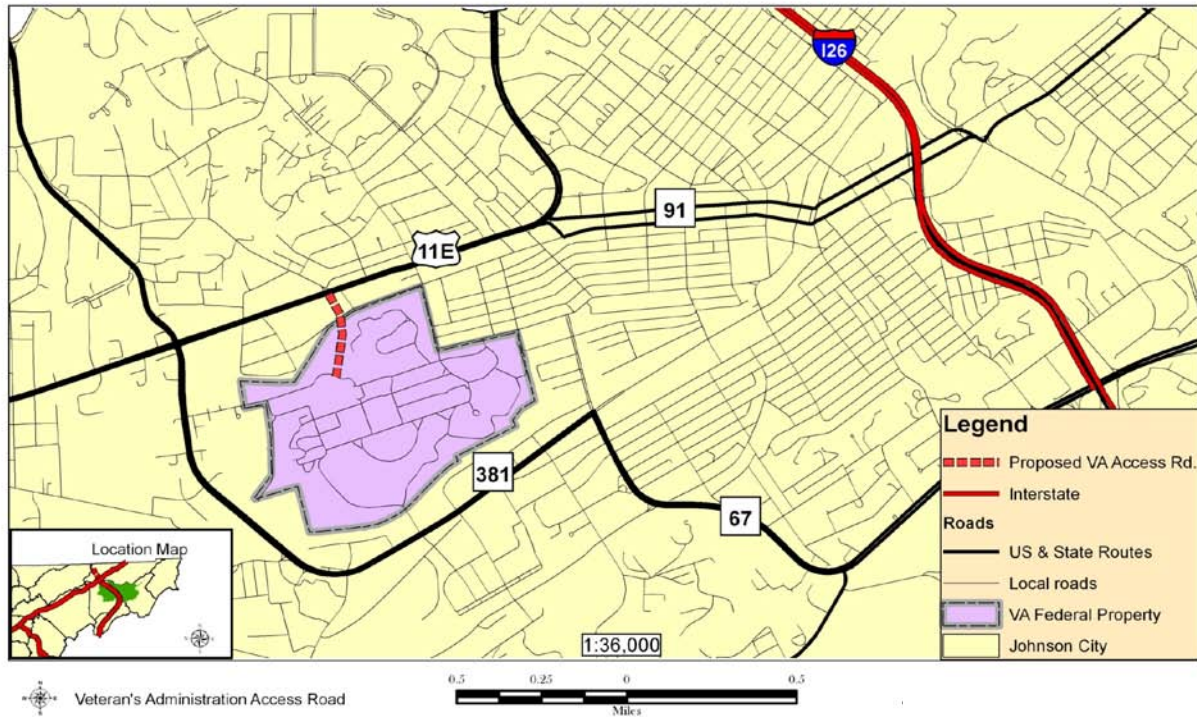 I26
91
11E
381
67
Legend
Proposed VA Access Rd.
Interstate
Roads
US & State Routes
Local roads
VA Federal Property
Johnson City
Location Map
1:36,000
Veteran's Administration Access Road
0.5 0.25 0 0.5
Miles